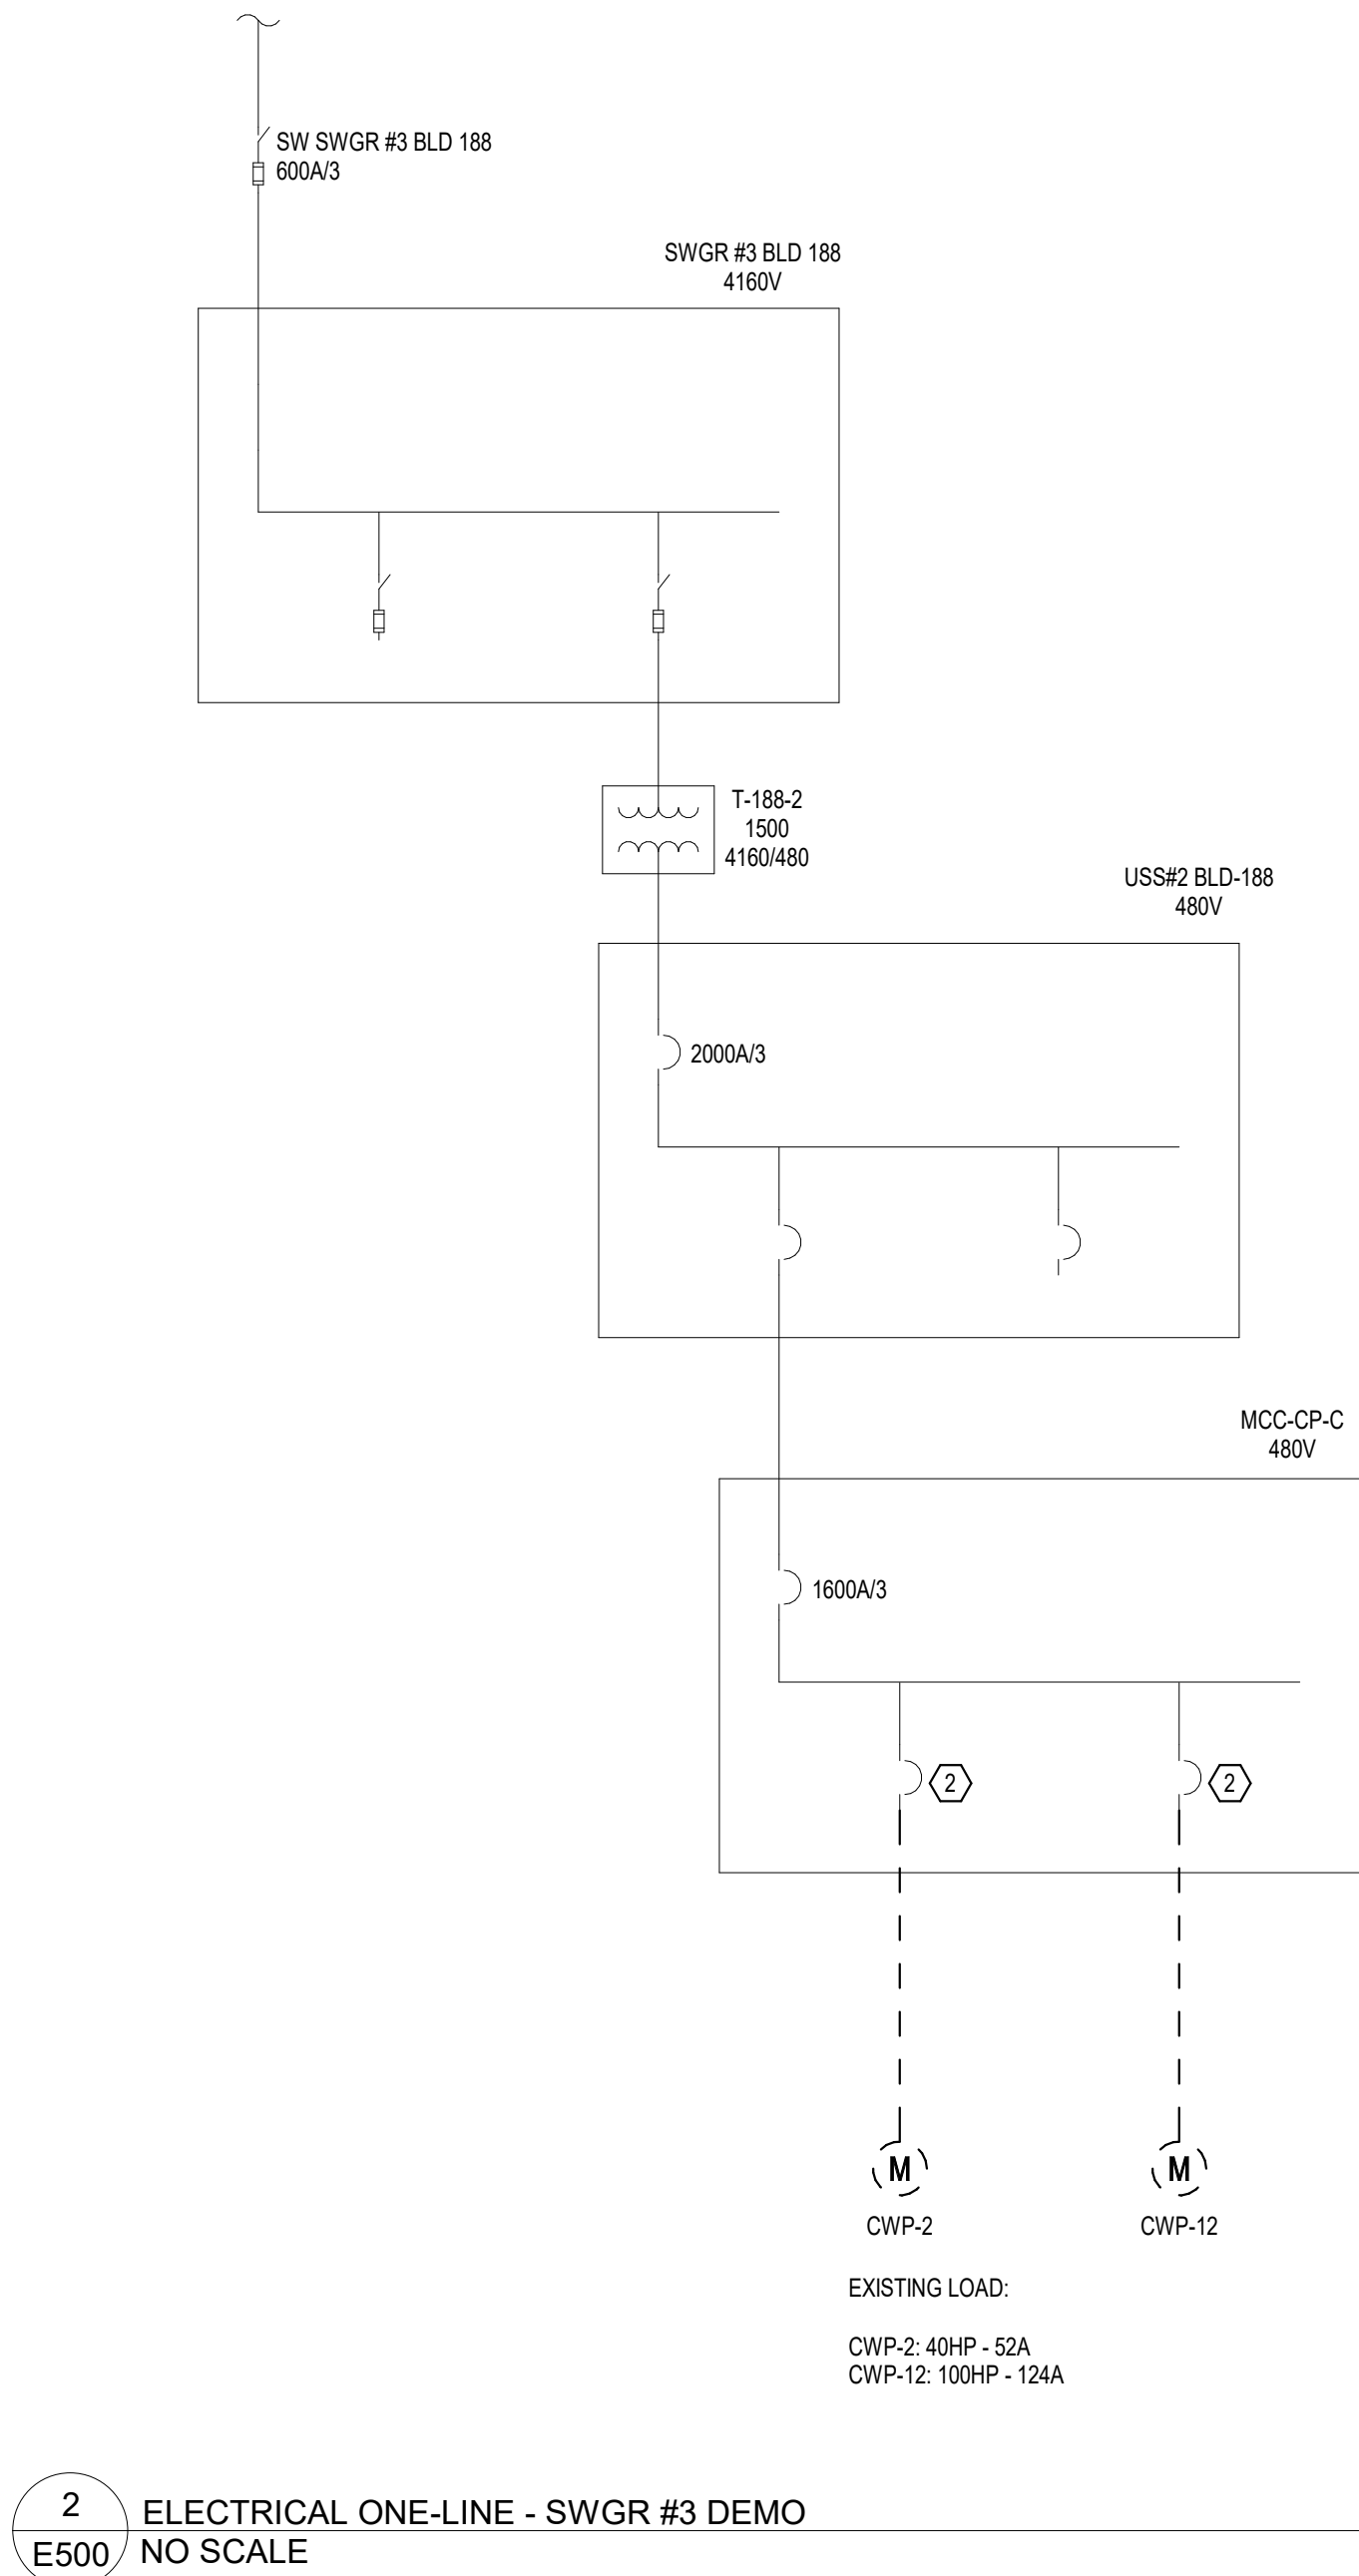 SW SWGR #3 BLD 188
600A/3
SWGR #3 BLD 188
4160V
T-188-2
1500
4160/480
USS#2 BLD-188
480V
2000A/3
MCC-CP-C
480V
1600A/3
2
2
M
M
CWP-2
CWP-12
EXISTING LOAD:
CWP-2: 40HP - 52A
CWP-12: 100HP - 124A
2
ELECTRICAL ONE-LINE - SWGR #3 DEMO
E500
NO SCALE